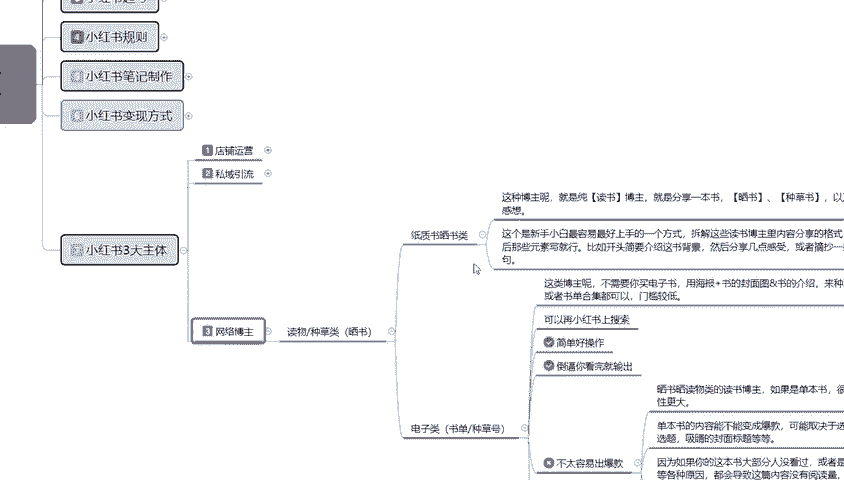 小红书规则
小红书笔记制作
小红书变现方式
1 店铺运营
2 私域引流
小红书3大主体
3 网络博主
读物/种草类（晒书）
纸质书晒书类
这种博主呢，就是纯【读书】博主，就是分享一本书，【晒书】、【种草书】，以
感想。
这个是新手小白最容易最好上手的一个方式，拆解这些读书博主里内容分享的格式
后那些元素写就行。比如开头简要介绍这书背景，然后分享几点感受，或者摘抄一
句。
电子类（书单/种草号）
这类博主呢，不需要你买电子书，用海报+书的封面图&书的介绍。来种
或者书单合集都可以，门槛较低。
可以再小红书上搜索
简单好操作
倒逼你看完就输出
不太容易出爆款
晒书晒读物类的读书博主，如果是单本书，很
性更大。
单本书的内容能不能变成爆款，可能取决于选
选题，吸睛的封面标题等等。
因为如果你的这本书大部分人没看过，或者是
等各种原因，都会导致这篇内容没有阅读量，